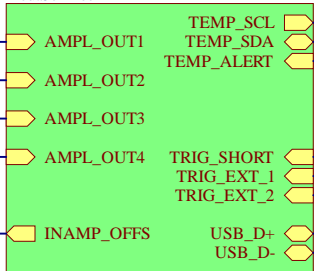 TEMP_SCL
AMPL_OUT1 TEMP_SDA
TEMP_ALERT
AMPL_OUT2
AMPL_OUT3
AMPL_OUT4 TRIG_SHORT
TRIG_EXT_1
TRIG_EXT_2
INAMP_OFFS USB_D+
USB_D-